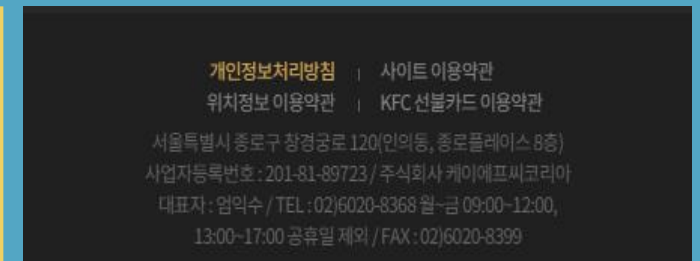 개인정보처리방침 | 사이트 이용약관
위치정보 이용약관 | KFC 선불카드 이용약관
서울특별시 종로구 창경궁로 120(인의동, 종로플레이스 8층)
사업자등록번호 : 201-81-89723 / 주식회사 케이에프씨코리아
대표자 : 엄익수 / TEL : 02)6020-8368 월~금 09:00~12:00,
13:00~17:00 공휴일 제외 / FAX : 02)6020-8399